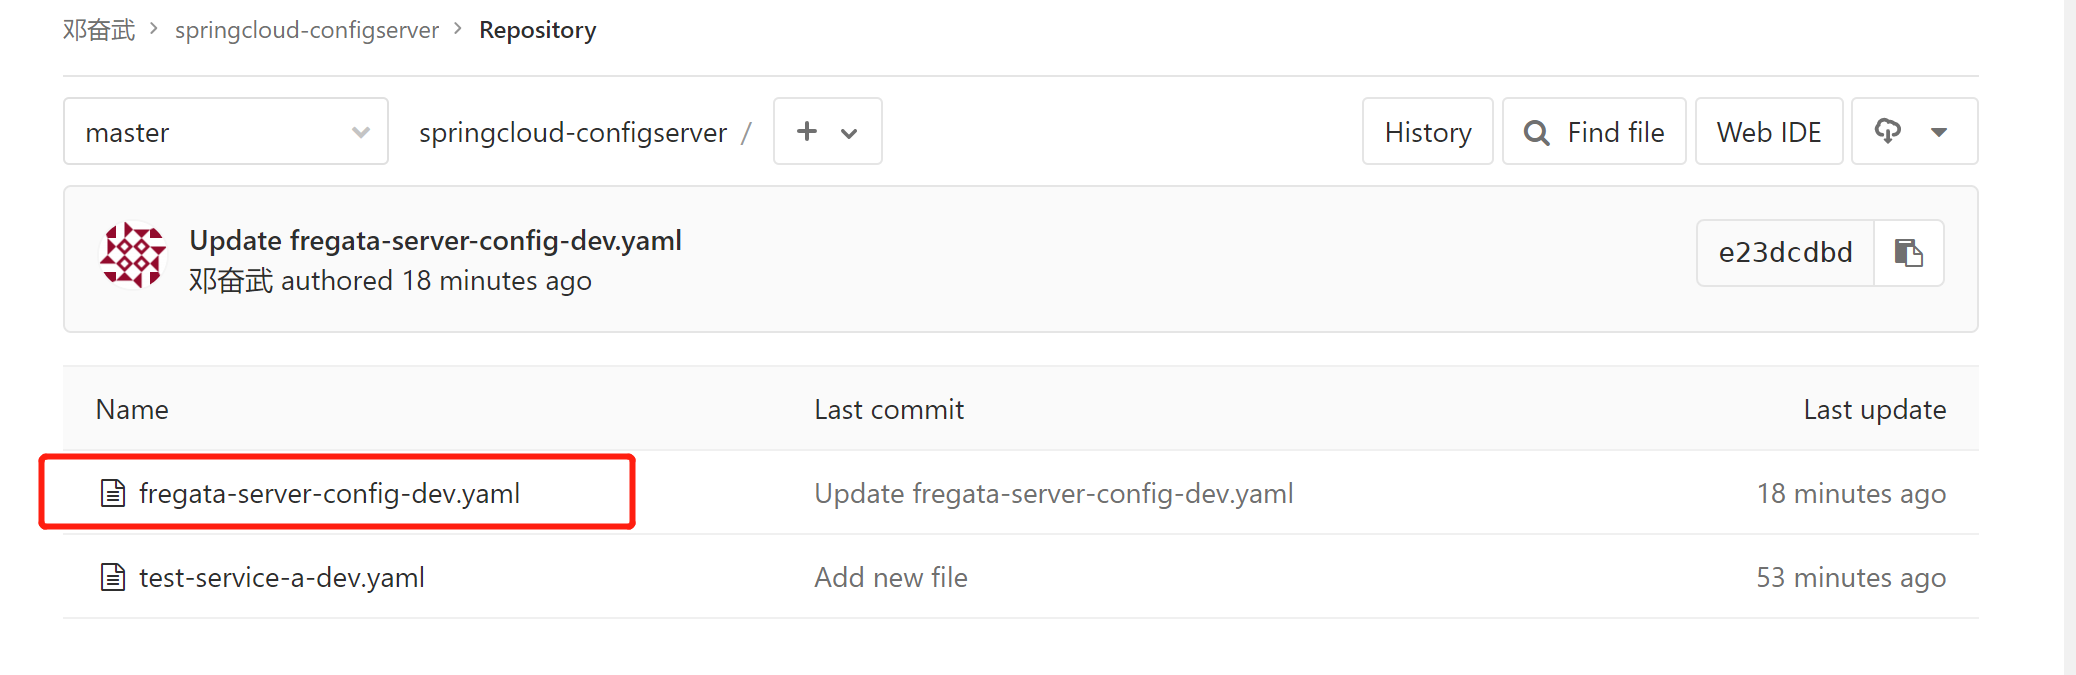 邓奋武 > springcloud-configserver > Repository
master springcloud-configserver / + History Find file Web IDE
Update fregata-server-config-dev.yaml
邓奋武 authored 18 minutes ago
e23dcdbd
Name Last commit Last update
fregata-server-config-dev.yaml Update fregata-server-config-dev.yaml 18 minutes ago
test-service-a-dev.yaml Add new file 53 minutes ago